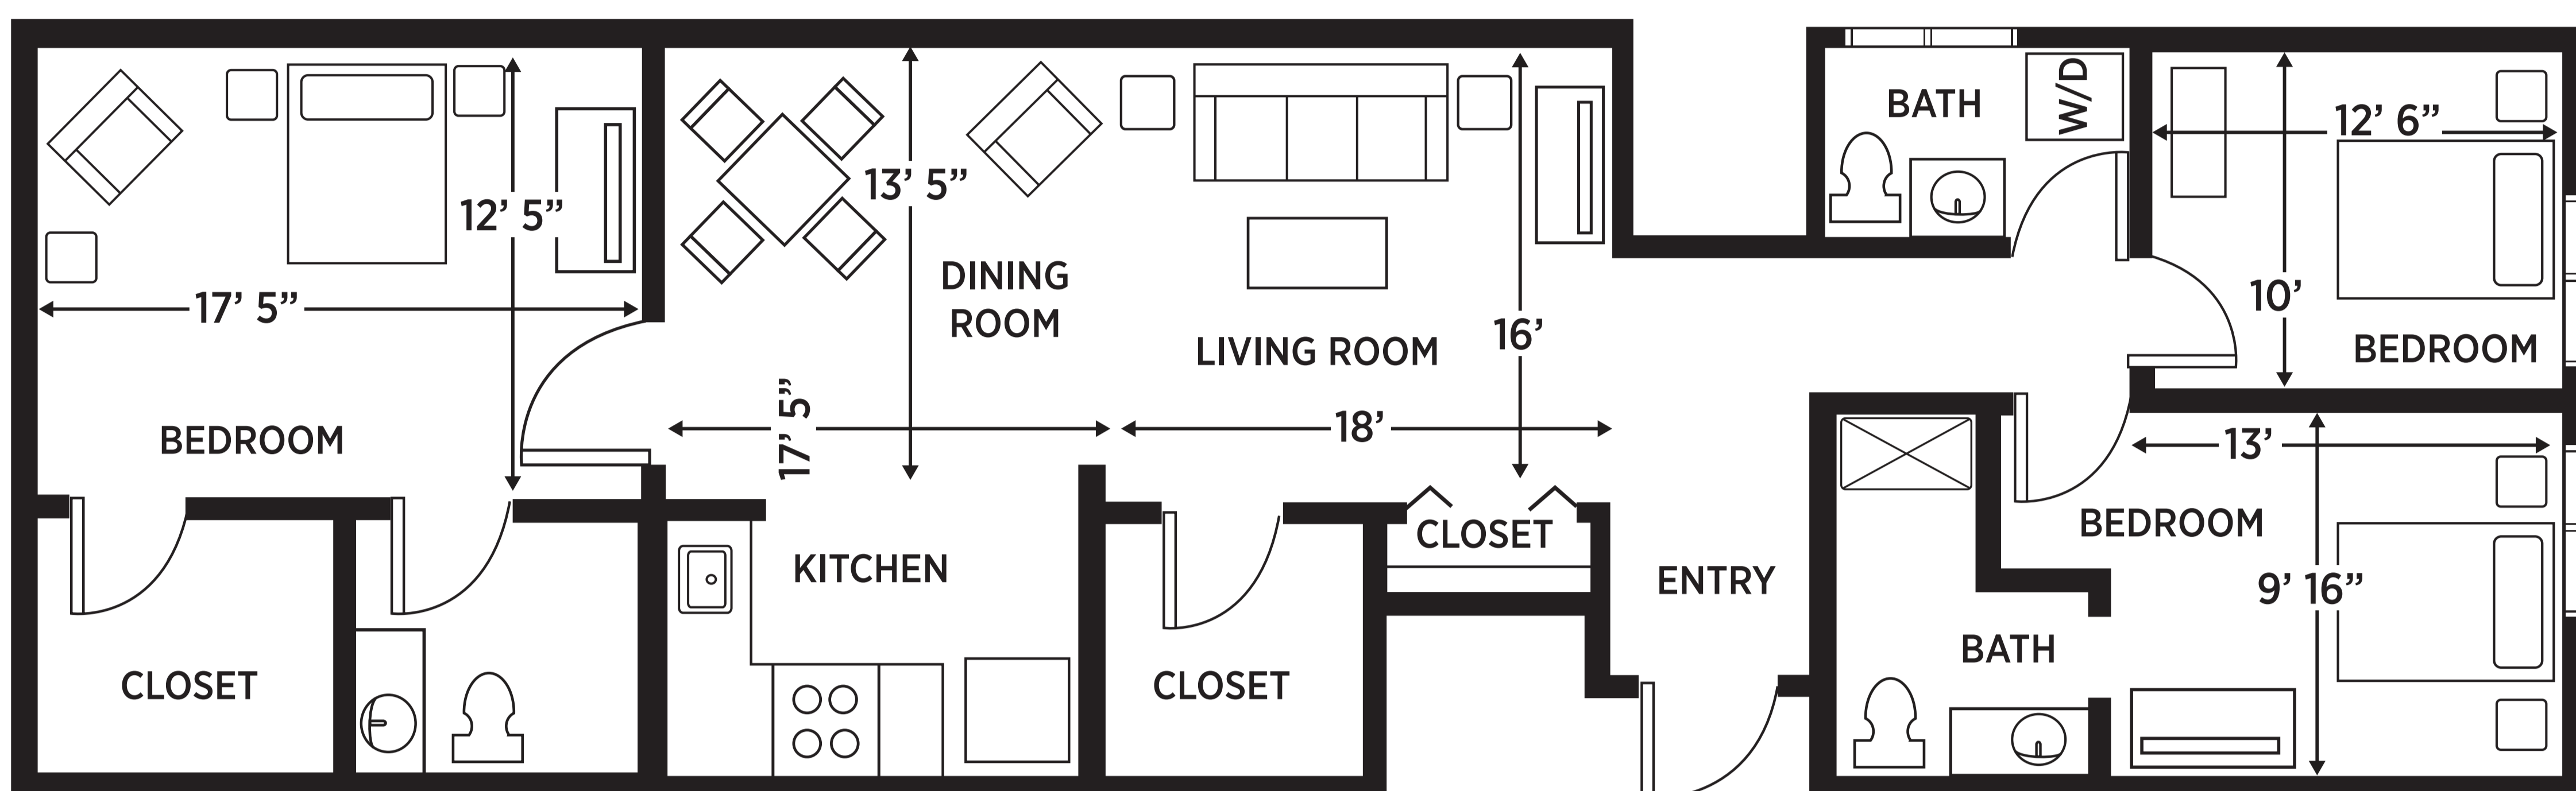 12’ 5”
17’ 5”
BEDROOM
CLOSET
13’ 5”
DINING
ROOM
17’ 5”
KITCHEN
LIVING ROOM
16’
18’
CLOSET
CLOSET
ENTRY
BATH
W/D
12’ 6”
10’
BEDROOM
13’
BEDROOM
9’ 16”
BATH